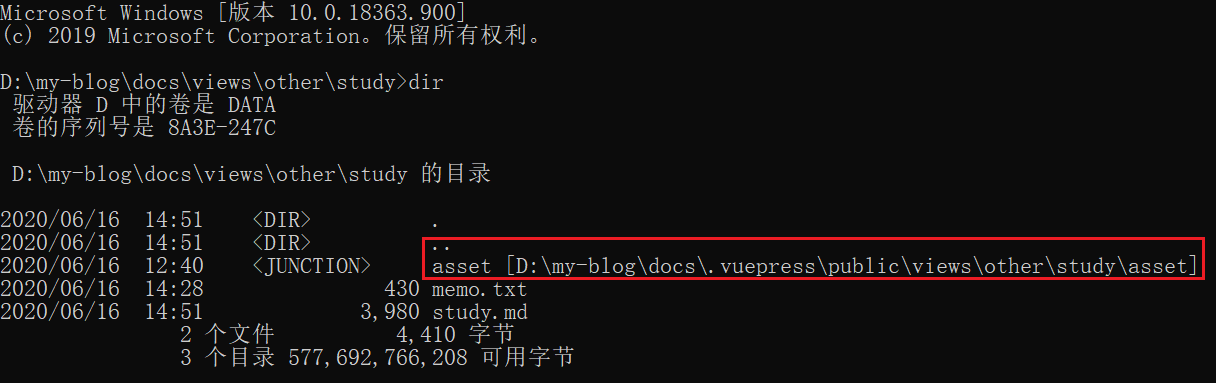 Microsoft Windows [版本 10.0.18363.900]
(c) 2019 Microsoft Corporation。保留所有权利。
D:\my-blog\docs\views\other\study>dir
驱动器 D 中的卷是 DATA
卷的序列号是 8A3E-247C
D:\my-blog\docs\views\other\study 的目录
2020/06/16  14:51    <DIR>          .
2020/06/16  14:51    <DIR>          ..
2020/06/16  12:40    <JUNCTION>     asset [D:\my-blog\docs\.vuepress\public\views\other\study\asset]
2020/06/16  14:28               430 memo.txt
2020/06/16  14:51             3,980 study.md
2 个文件          4,410 字节
3 个目录 577,692,766,208 可用字节